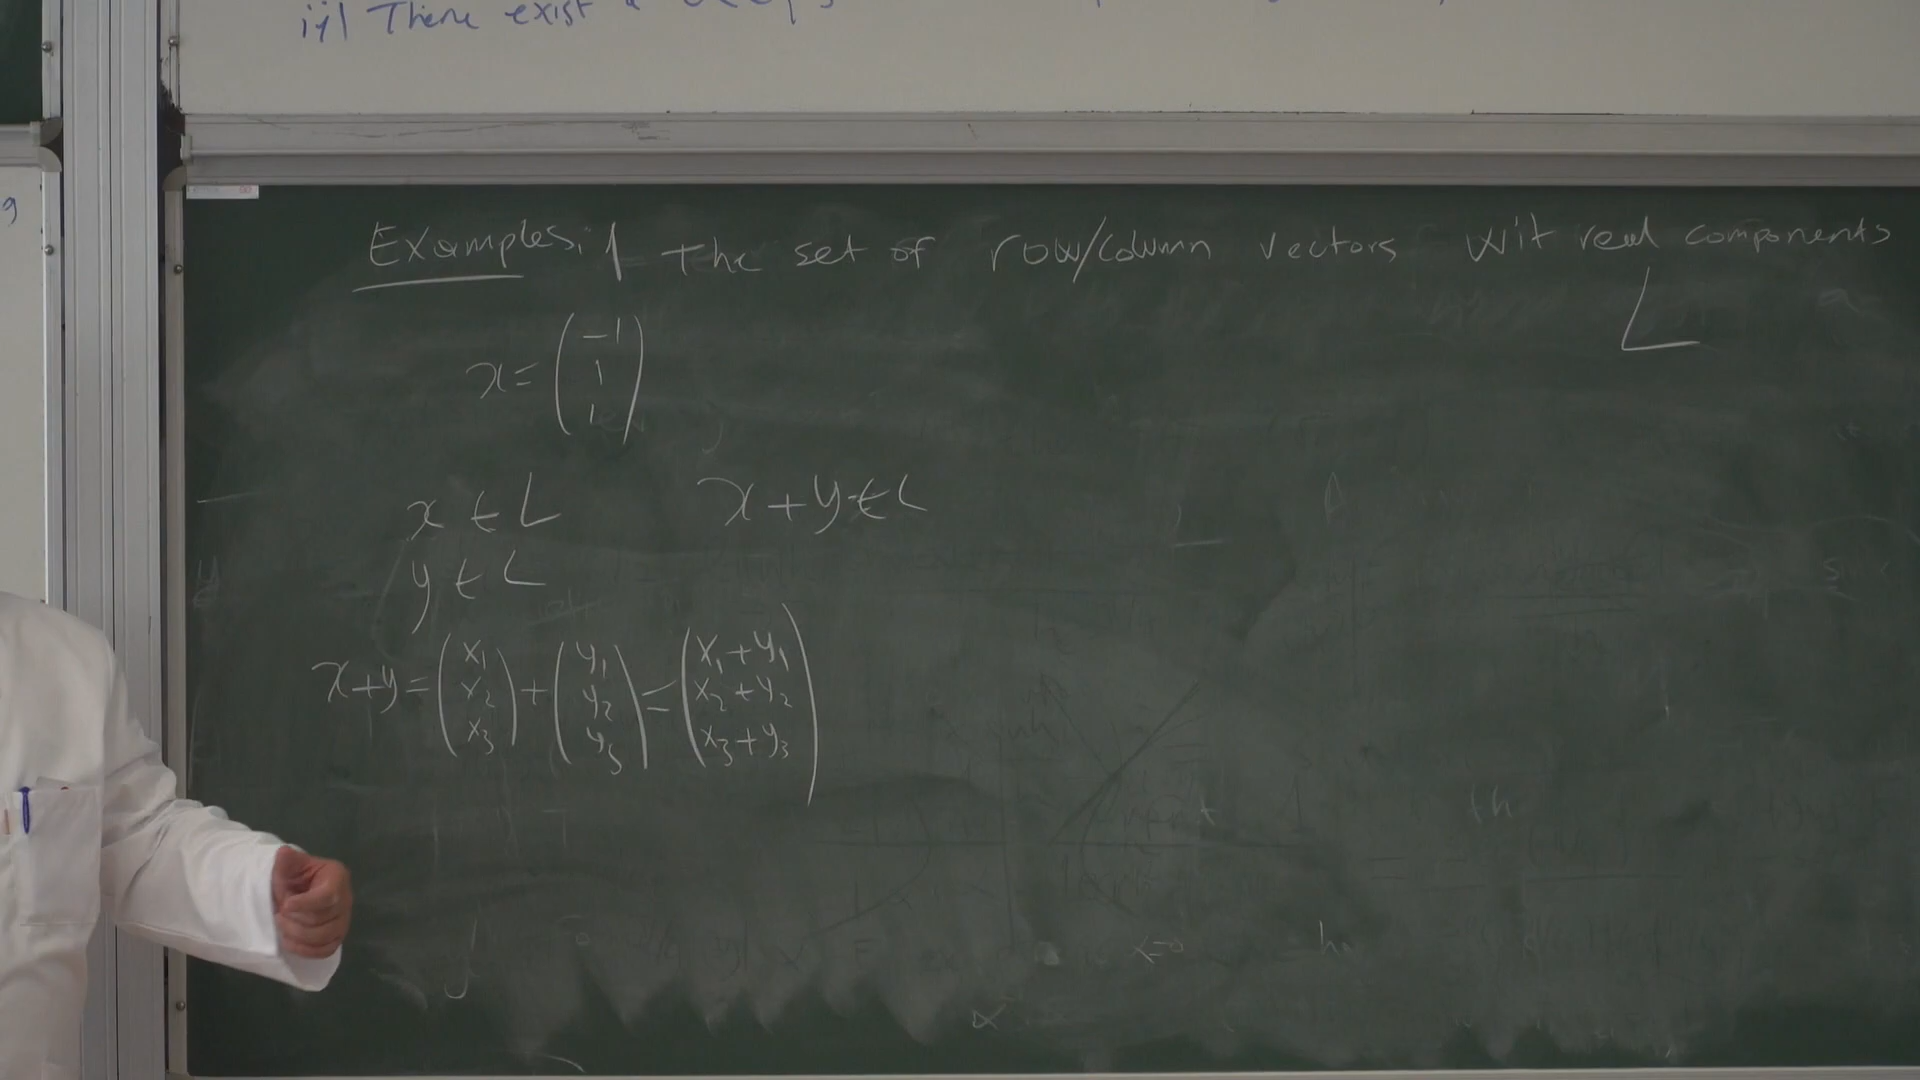 ii) There exist a
Examples: 1 The set of row/column vectors wit real components
L
x = (-1 1 1)
x ∈ L x + y ∈ L
y ∈ L
x+y = (x₁ x₂ x₃) + (y₁ y₂ y₃) = (x₁+y₁ x₂+y₂ x₃+y₃)